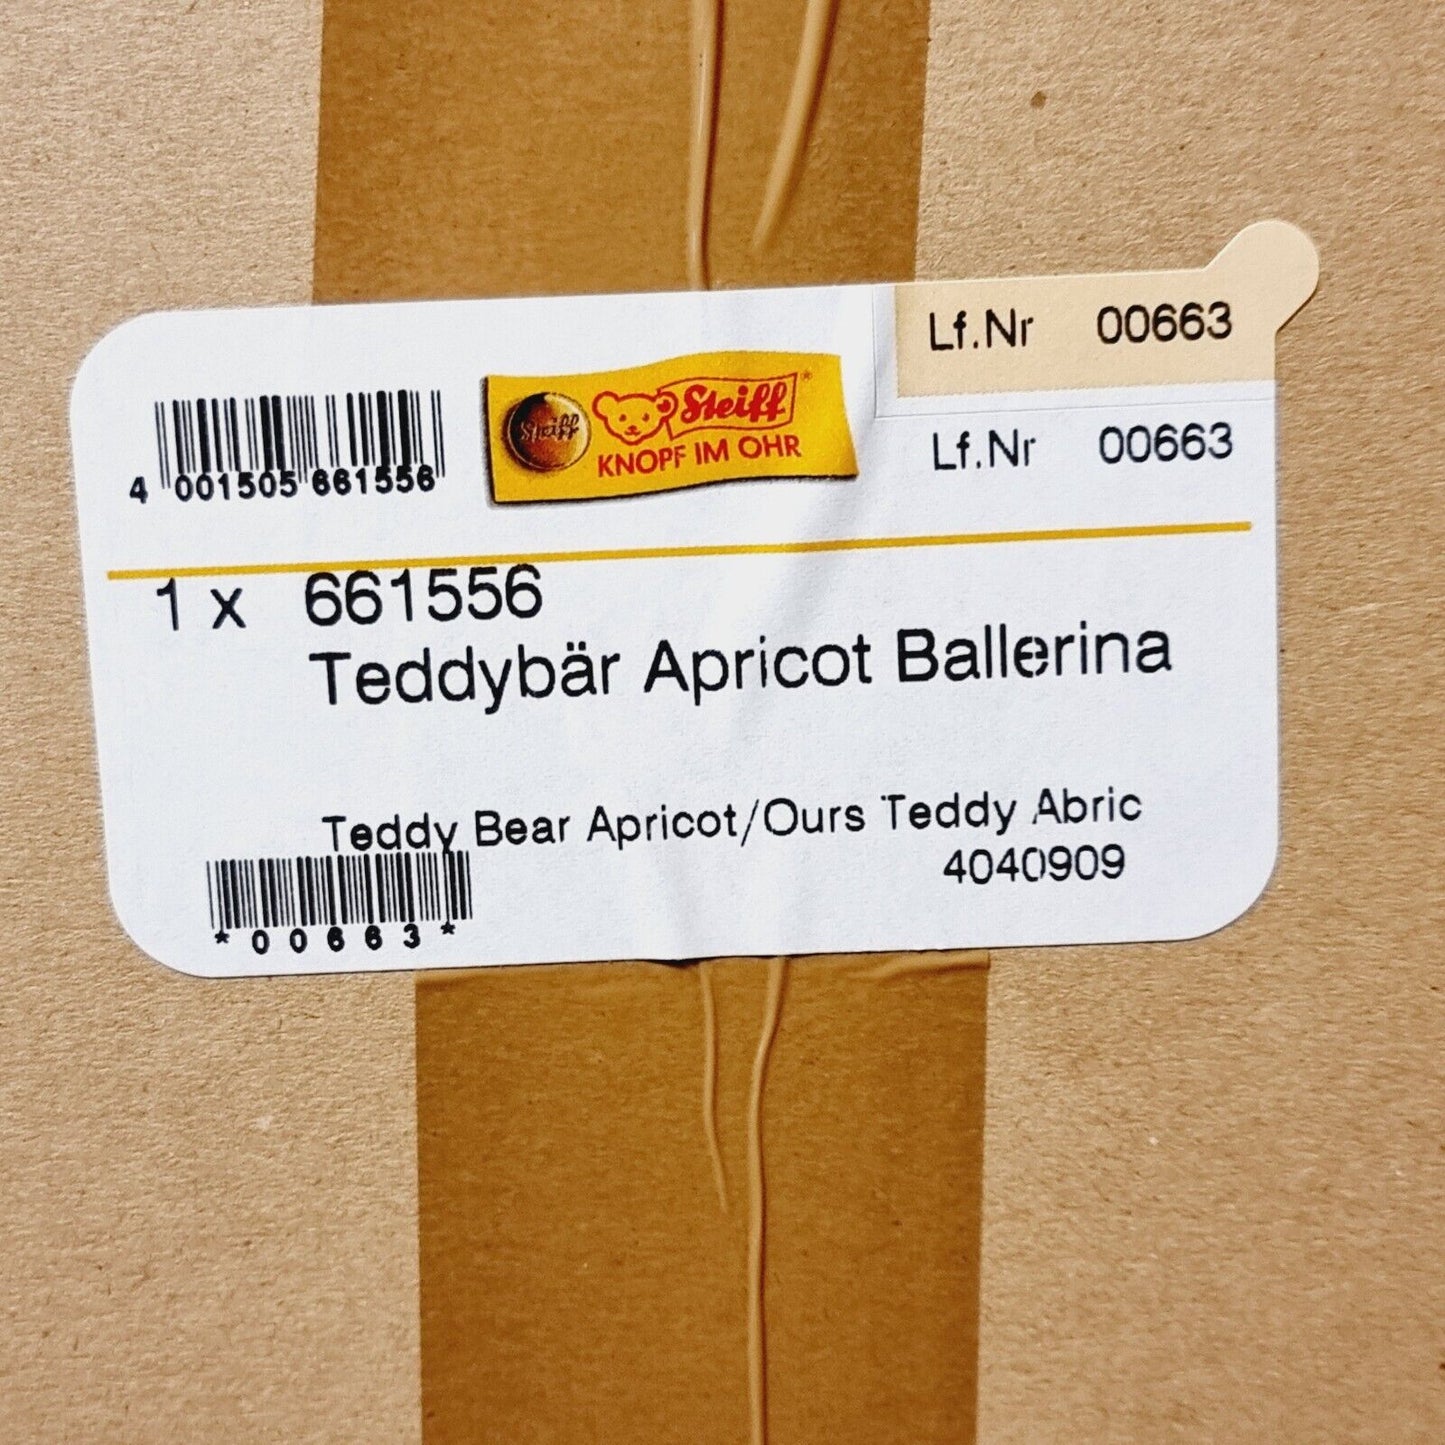 Lf.Nr 00663
4 001505 661556
Steiff
Steiff
KNOPF IM OHR
Lf.Nr 00663
1 x 661556
Teddybär Apricot Ballerina
Teddy Bear Apricot/Ours Teddy Abric
4040909
*00663*